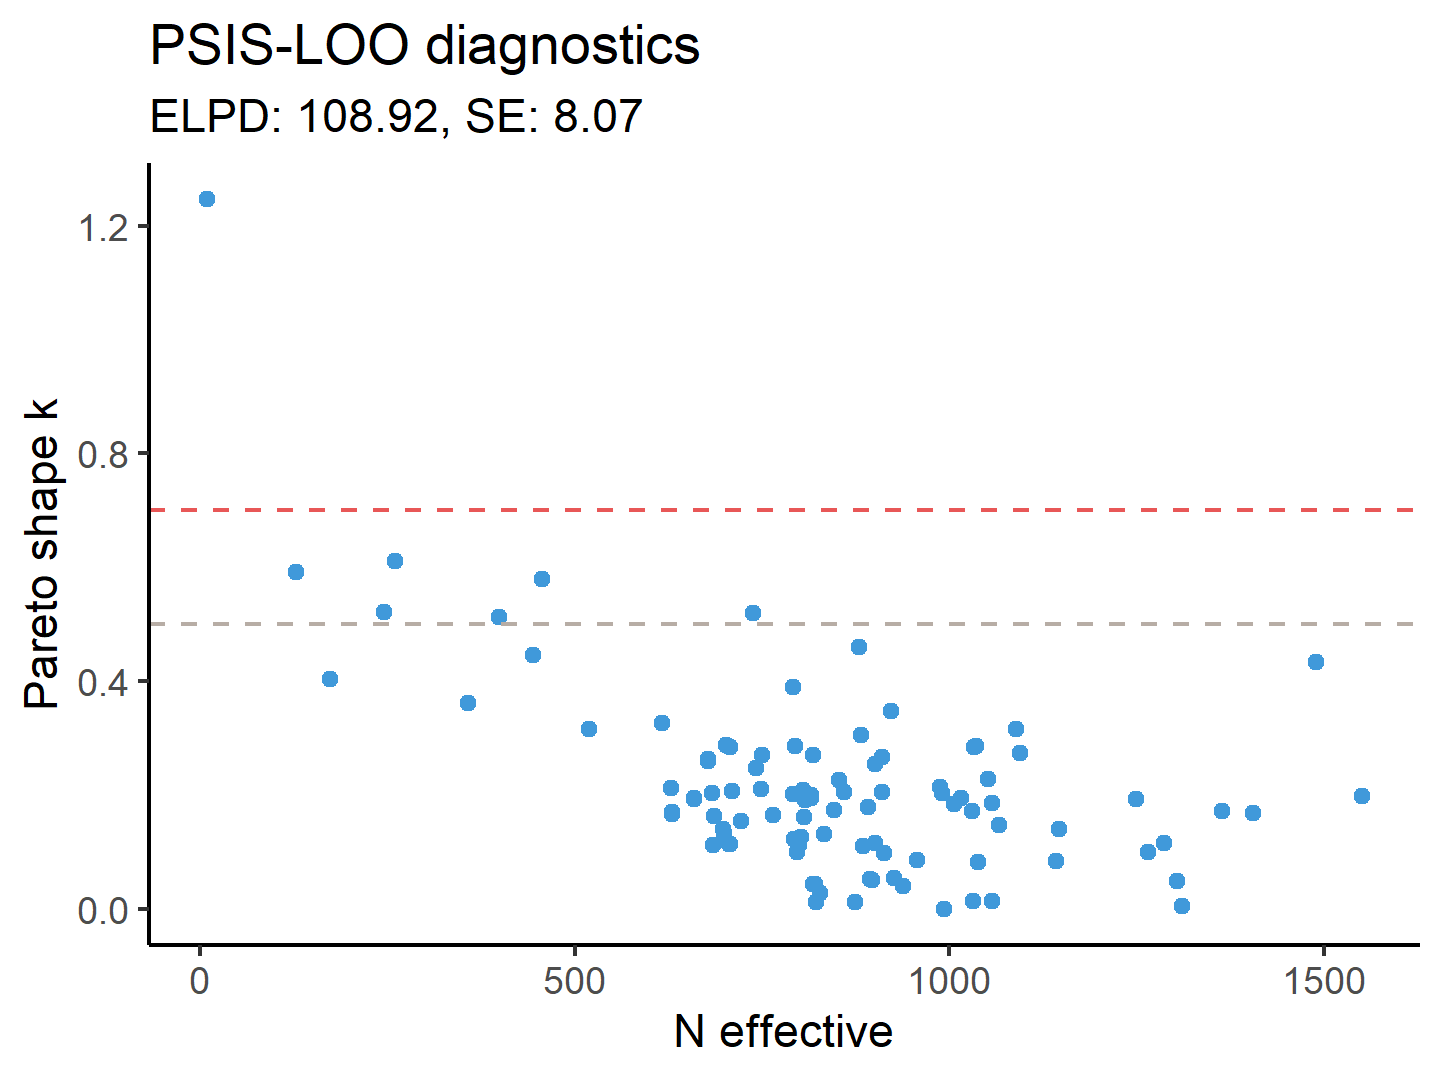 PSIS-LOO diagnostics
ELPD: 108.92, SE: 8.07
1.2
0.8
0.4
0.0
Pareto shape k
0 500 1000 1500
N effective